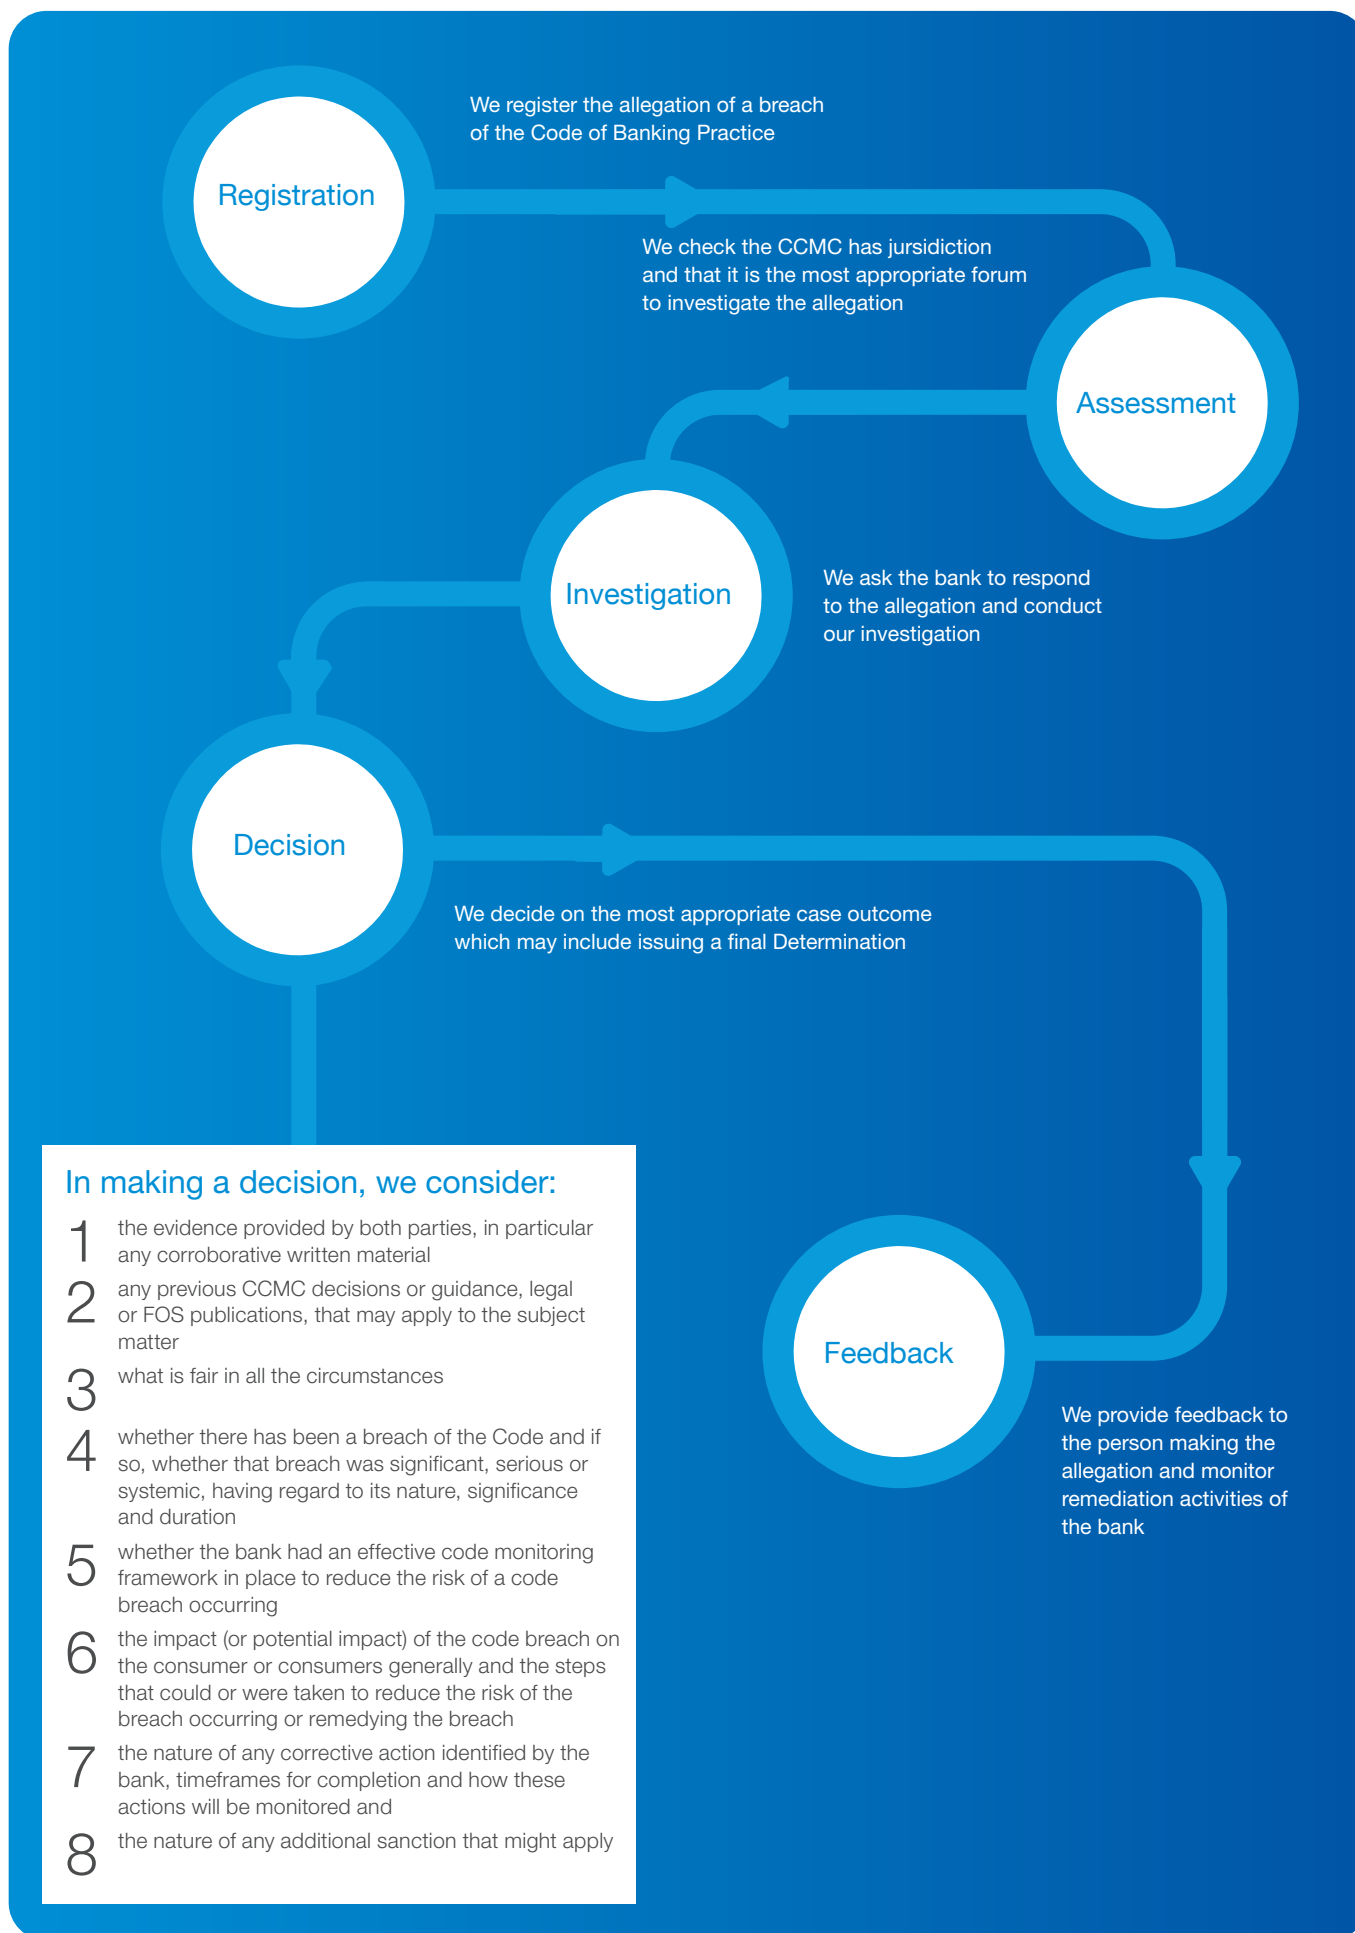 We register the allegation of a breach
of the Code of Banking Practice
Registration
We check the CCMC has jursidiction
and that it is the most appropriate forum
to investigate the allegation
Assessment
Investigation
We ask the bank to respond
to the allegation and conduct
our investigation
Decision
We decide on the most appropriate case outcome
which may include issuing a final Determination
In making a decision, we consider:
1 the evidence provided by both parties, in particular
any corroborative written material
2 any previous CCMC decisions or guidance, legal
or FOS publications, that may apply to the subject
matter
3 what is fair in all the circumstances
4 whether there has been a breach of the Code and if
so, whether that breach was significant, serious or
systemic, having regard to its nature, significance
and duration
5 whether the bank had an effective code monitoring
framework in place to reduce the risk of a code
breach occurring
6 the impact (or potential impact) of the code breach on
the consumer or consumers generally and the steps
that could or were taken to reduce the risk of the
breach occurring or remedying the breach
7 the nature of any corrective action identified by the
bank, timeframes for completion and how these
actions will be monitored and
8 the nature of any additional sanction that might apply
Feedback
We provide feedback to
the person making the
allegation and monitor
remediation activities of
the bank